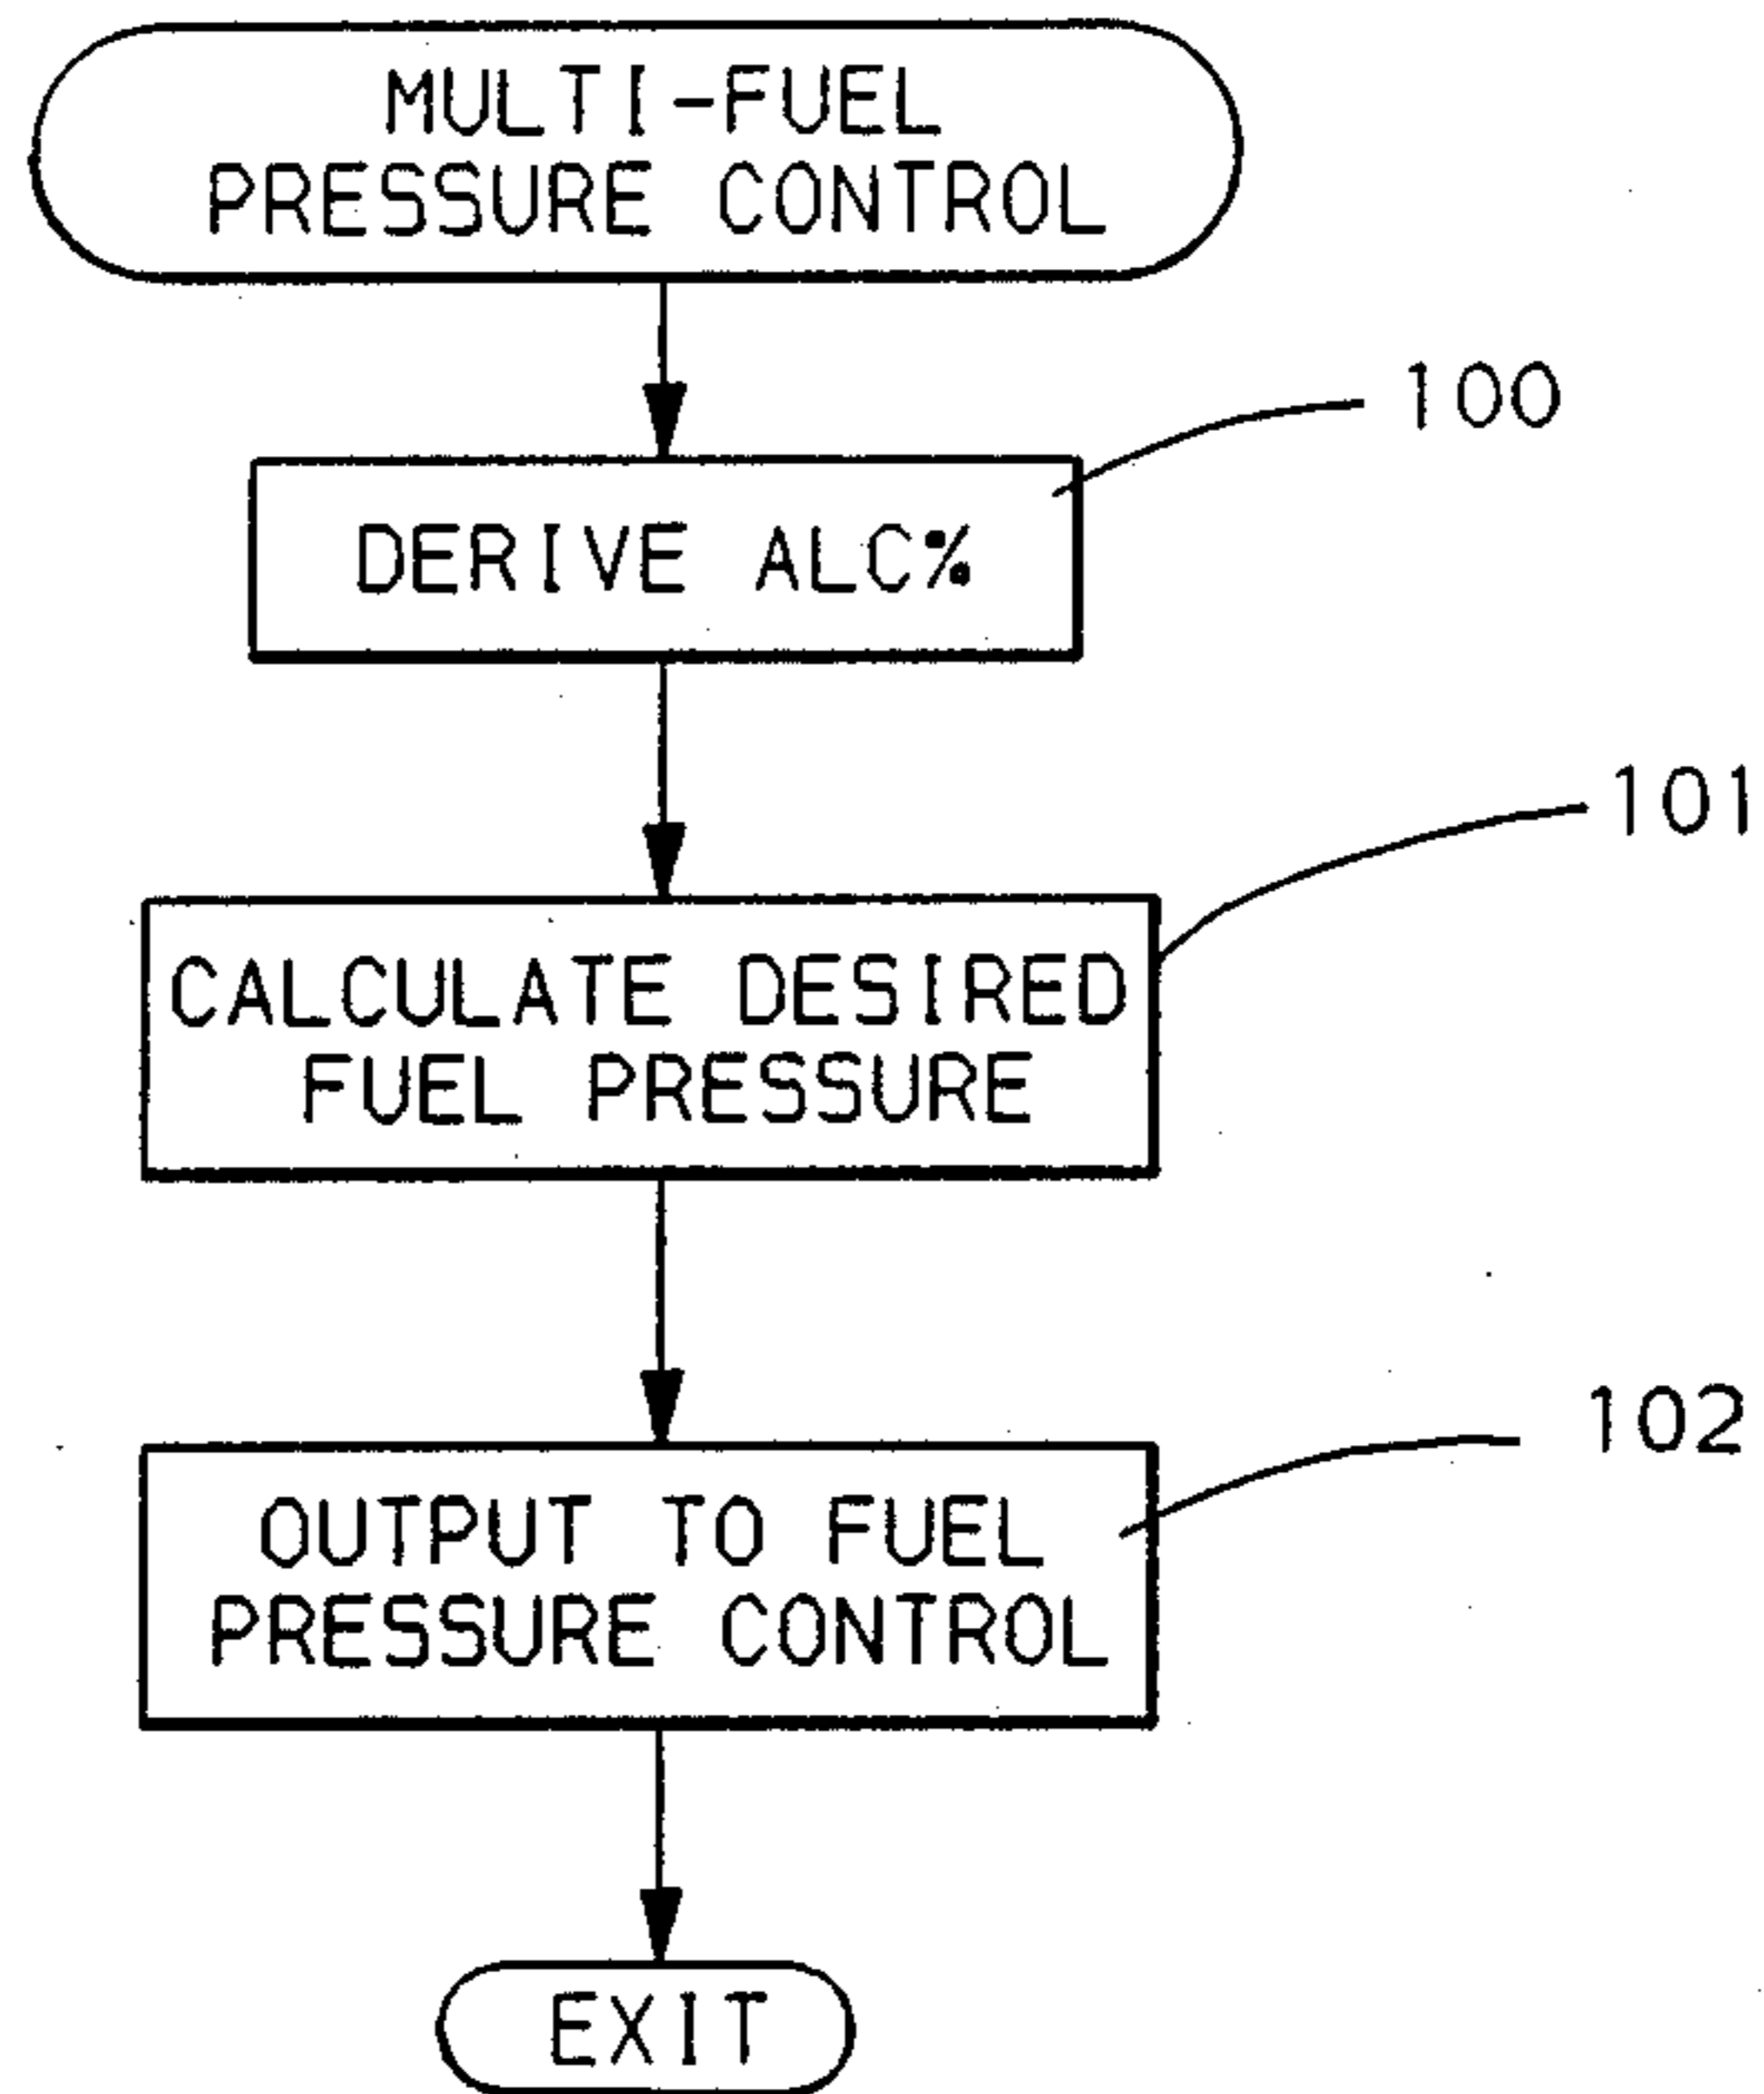 MULTI-FUEL
PRESSURE CONTROL
100
DERIVE ALC%
101
CALCULATE DESIRED
FUEL PRESSURE
102
OUTPUT TO FUEL
PRESSURE CONTROL
EXIT